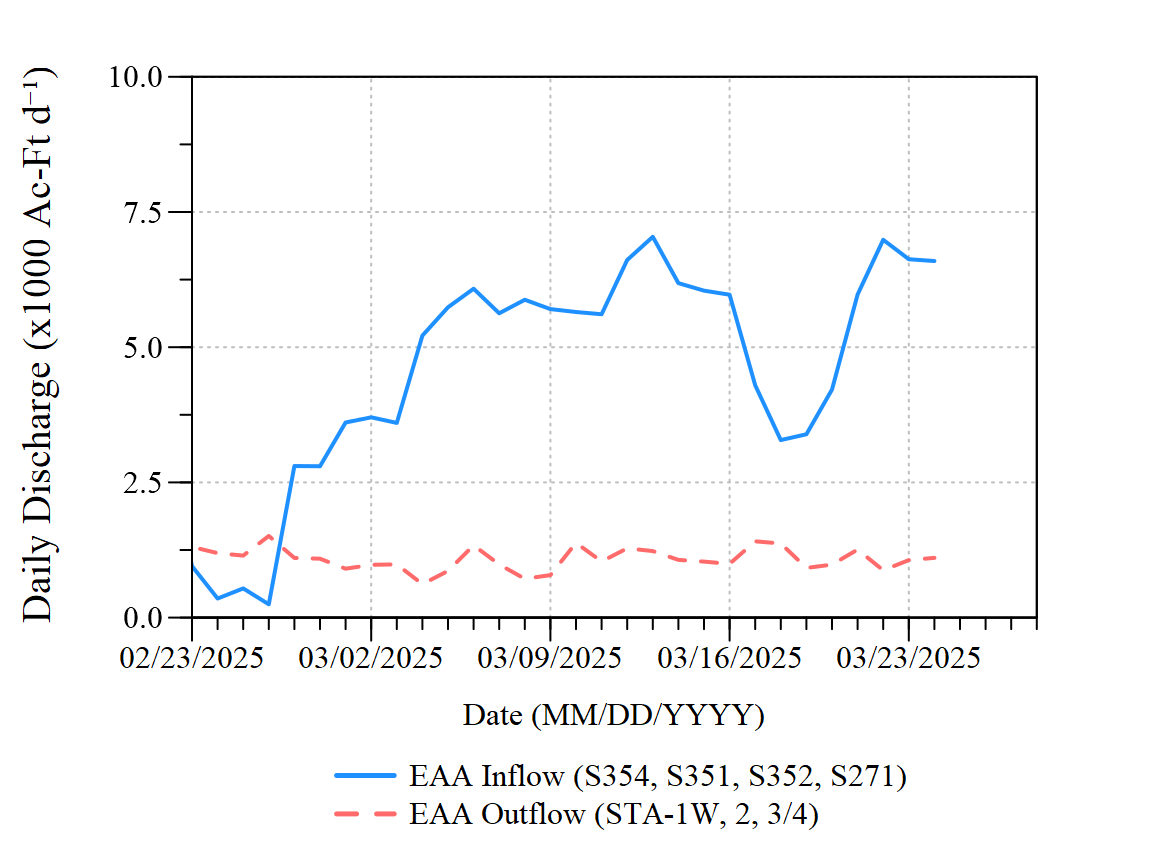 Daily Discharge (x1000 Ac-Ft d⁻¹)
10.0
7.5
5.0
2.5
0.0
02/23/2025 03/02/2025 03/09/2025 03/16/2025 03/23/2025
Date (MM/DD/YYYY)
EAA Inflow (S354, S351, S352, S271)
EAA Outflow (STA-1W, 2, 3/4)